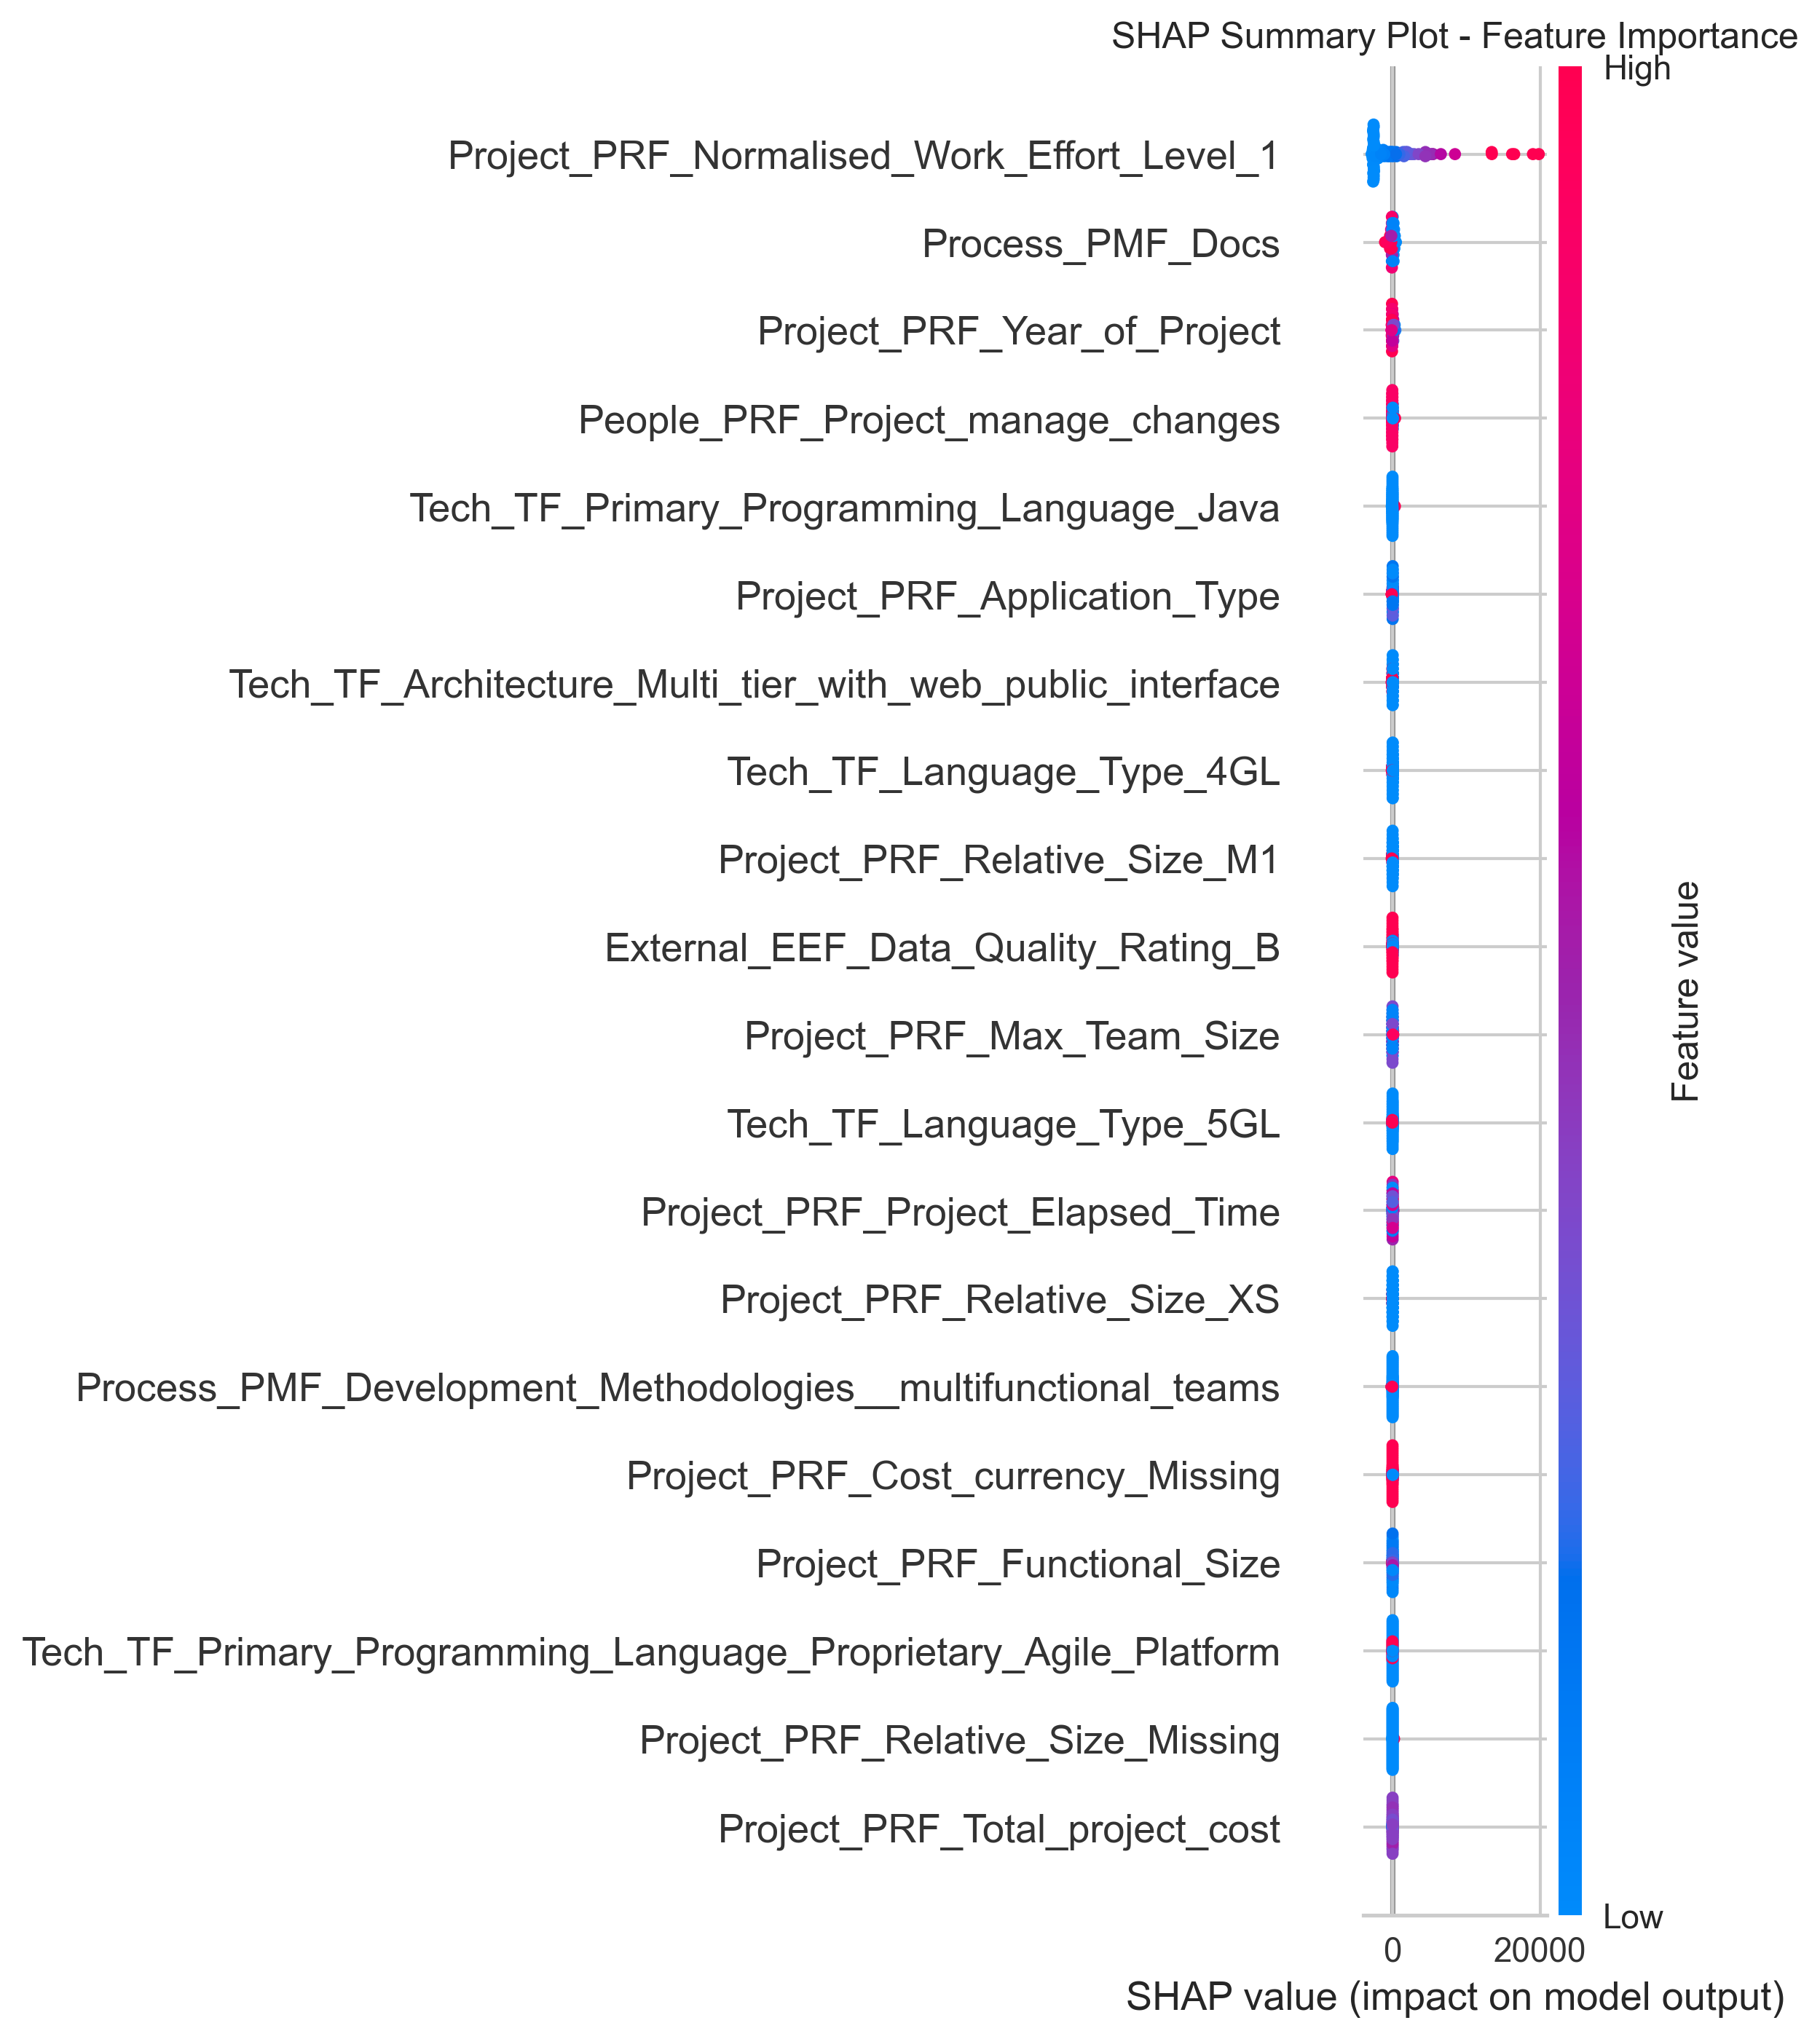 SHAP Summary Plot - Feature Importance
High
Project_PRF_Normalised_Work_Effort_Level_1
Process_PMF_Docs
Project_PRF_Year_of_Project
People_PRF_Project_manage_changes
Tech_TF_Primary_Programming_Language_Java
Project_PRF_Application_Type
Tech_TF_Architecture_Multi_tier_with_web_public_interface
Tech_TF_Language_Type_4GL
Project_PRF_Relative_Size_M1
External_EEF_Data_Quality_Rating_B
Project_PRF_Max_Team_Size
Tech_TF_Language_Type_5GL
Project_PRF_Project_Elapsed_Time
Project_PRF_Relative_Size_XS
Process_PMF_Development_Methodologies__multifunctional_teams
Project_PRF_Cost_currency_Missing
Project_PRF_Functional_Size
Tech_TF_Primary_Programming_Language_Proprietary_Agile_Platform
Project_PRF_Relative_Size_Missing
Project_PRF_Total_project_cost
Feature value
Low
0 20000
SHAP value (impact on model output)